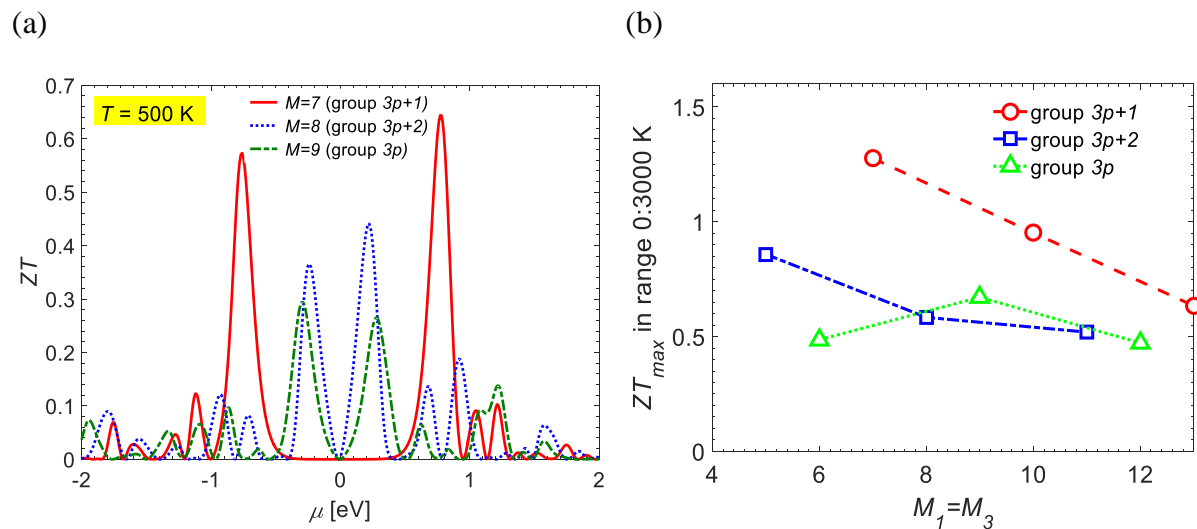 (a)
(b)
T = 500 K
M=7 (group 3p+1)
M=8 (group 3p+2)
M=9 (group 3p)
ZT
0.7
0.6
0.5
0.4
0.3
0.2
0.1
0
-2
-1
0
1
2
μ [eV]
group 3p+1
group 3p+2
group 3p
ZTmax in range 0:3000 K
1.5
1
0.5
0
4
6
8
10
12
M1=M3